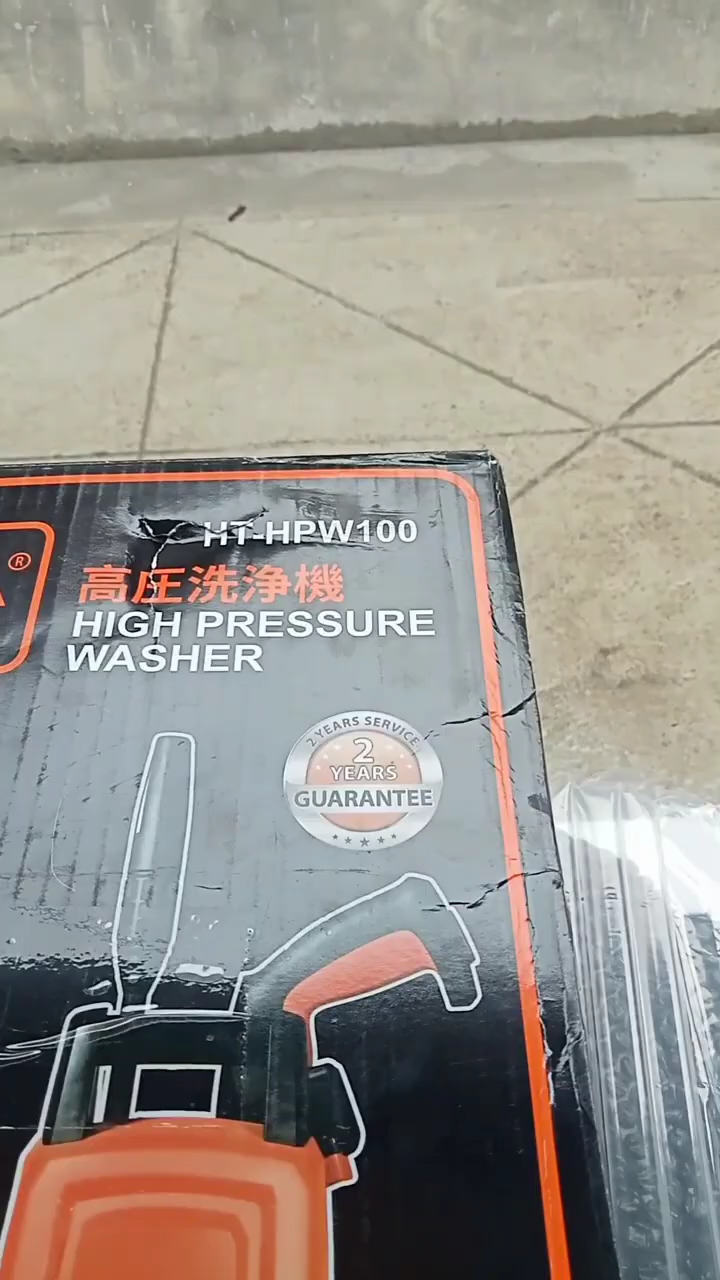 HT-HPW100
®
高圧洗浄機
HIGH PRESSURE
WASHER
2 YEARS SERVICE
2
YEARS
GUARANTEE